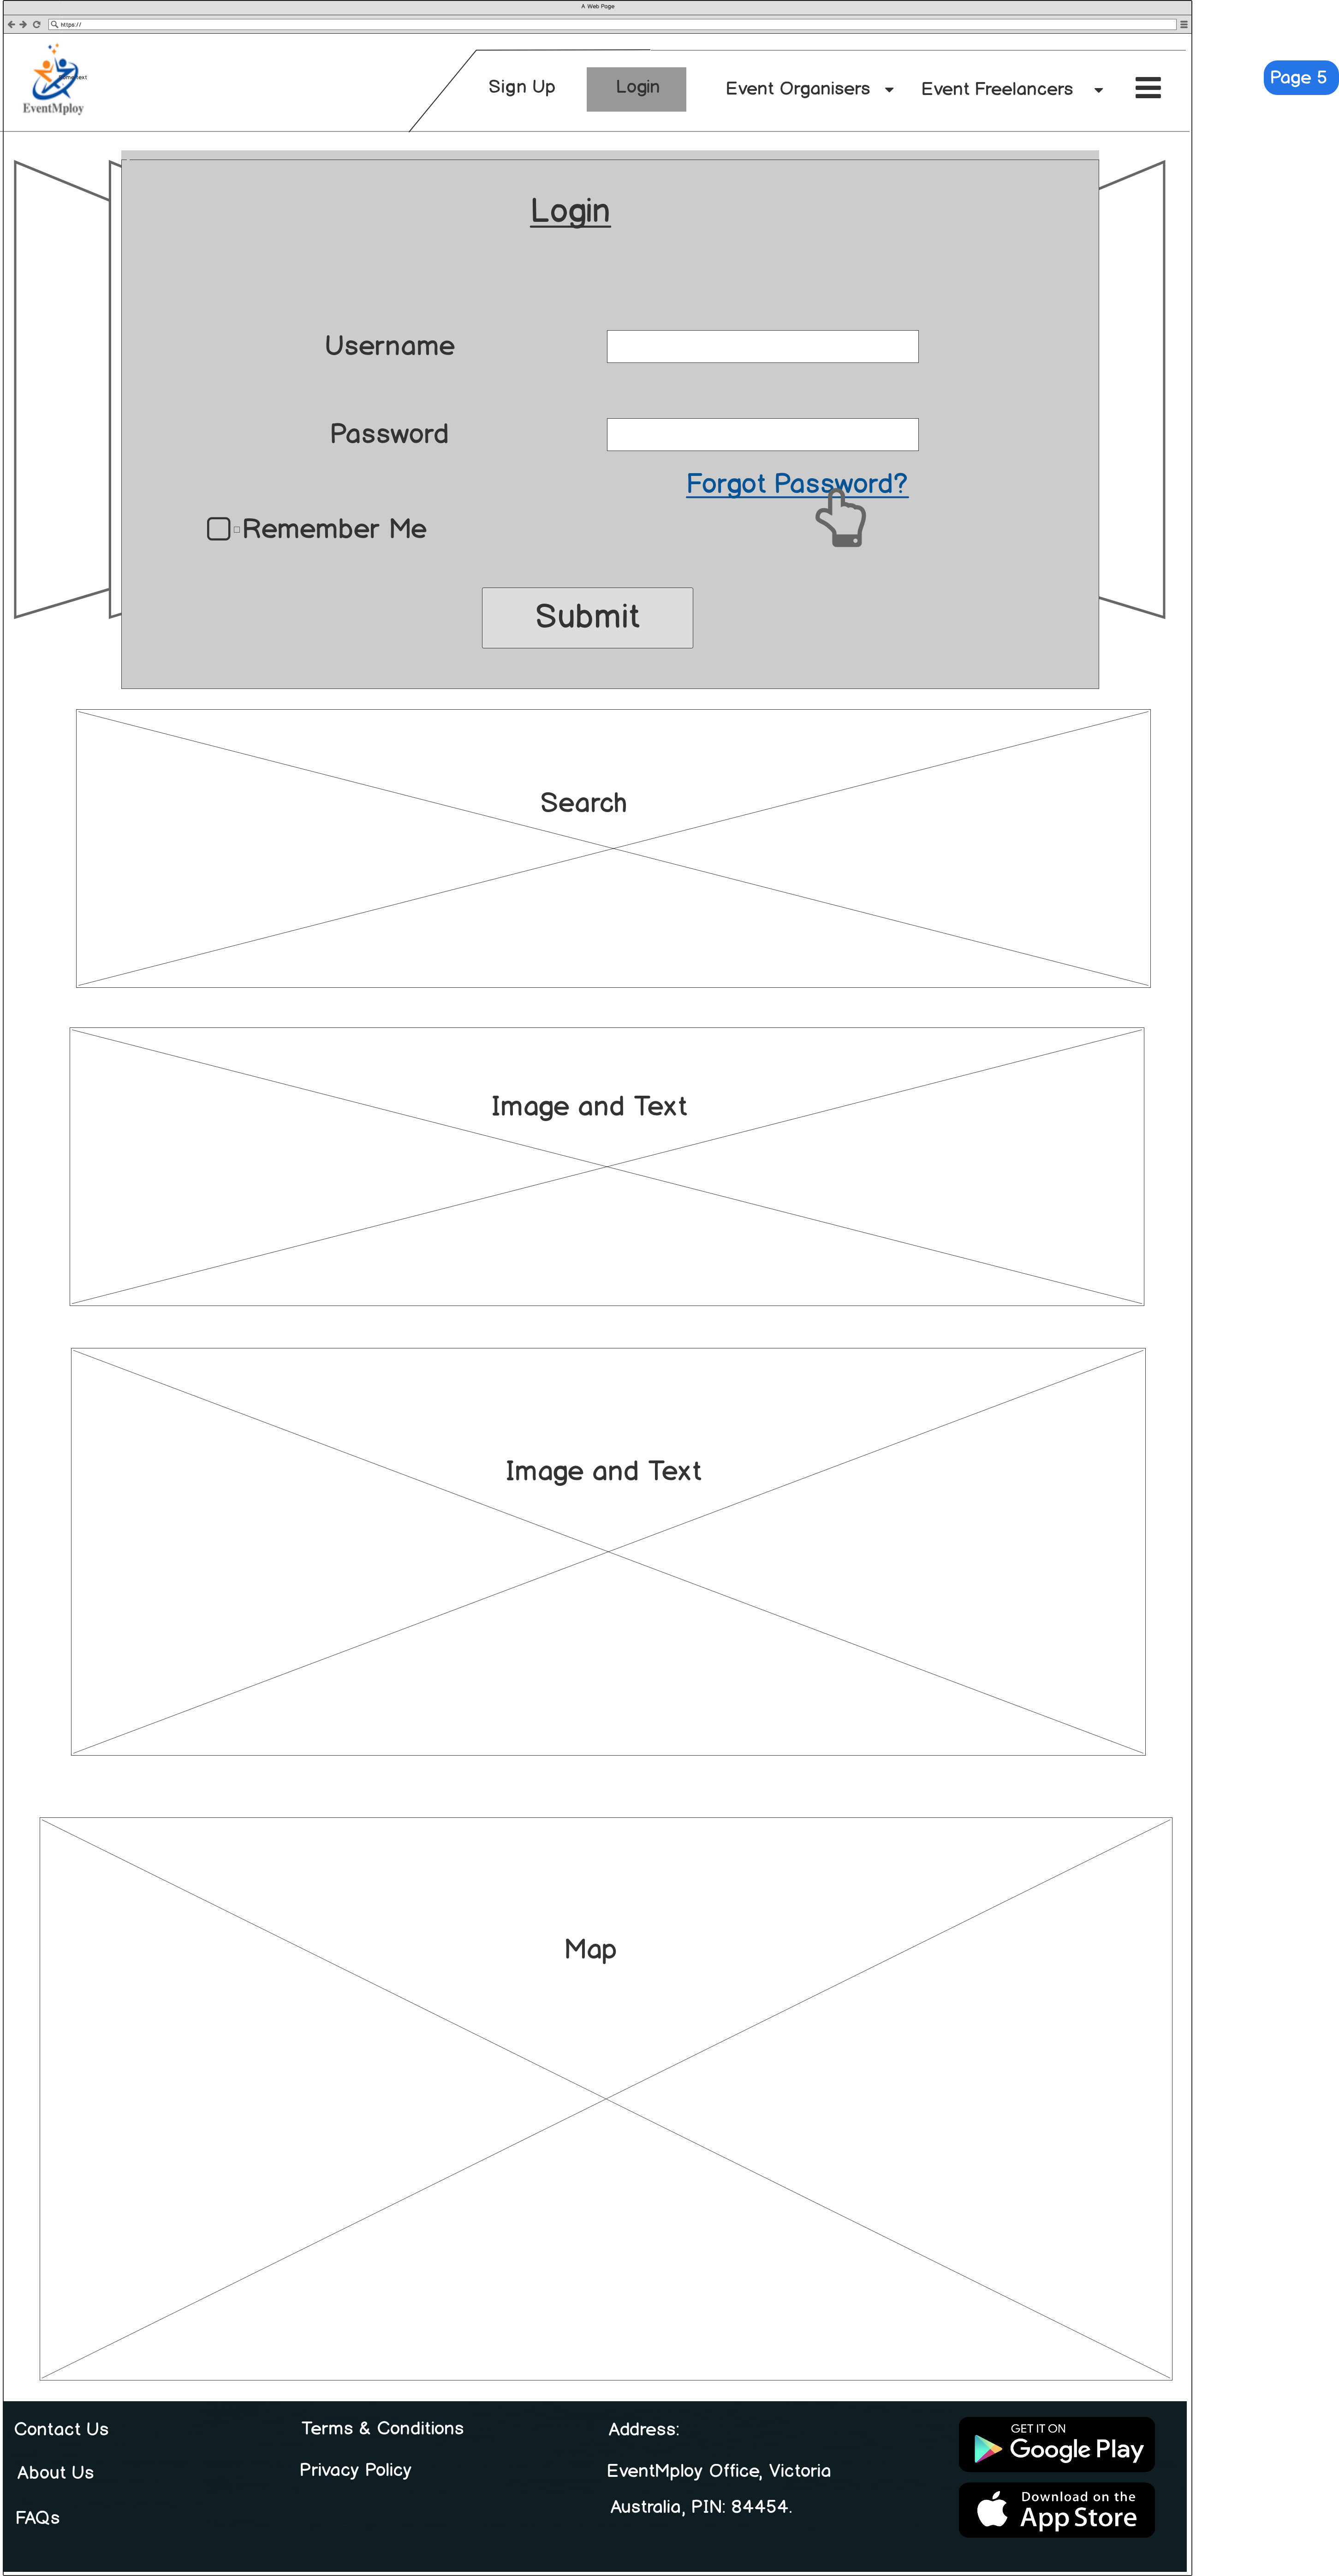 A Web Page
https://
Page 5
EventMploy
Sign Up
Login
Event Organisers
Event Freelancers
Login
Username
Password
Forgot Password?
Remember Me
Submit
Search
Image and Text
Image and Text
Map
Contact Us
Terms & Conditions
Address:
GET IT ON
Google Play
About Us
Privacy Policy
EventMploy Office, Victoria
FAQs
Australia, PIN: 84454.
Download on the
App Store